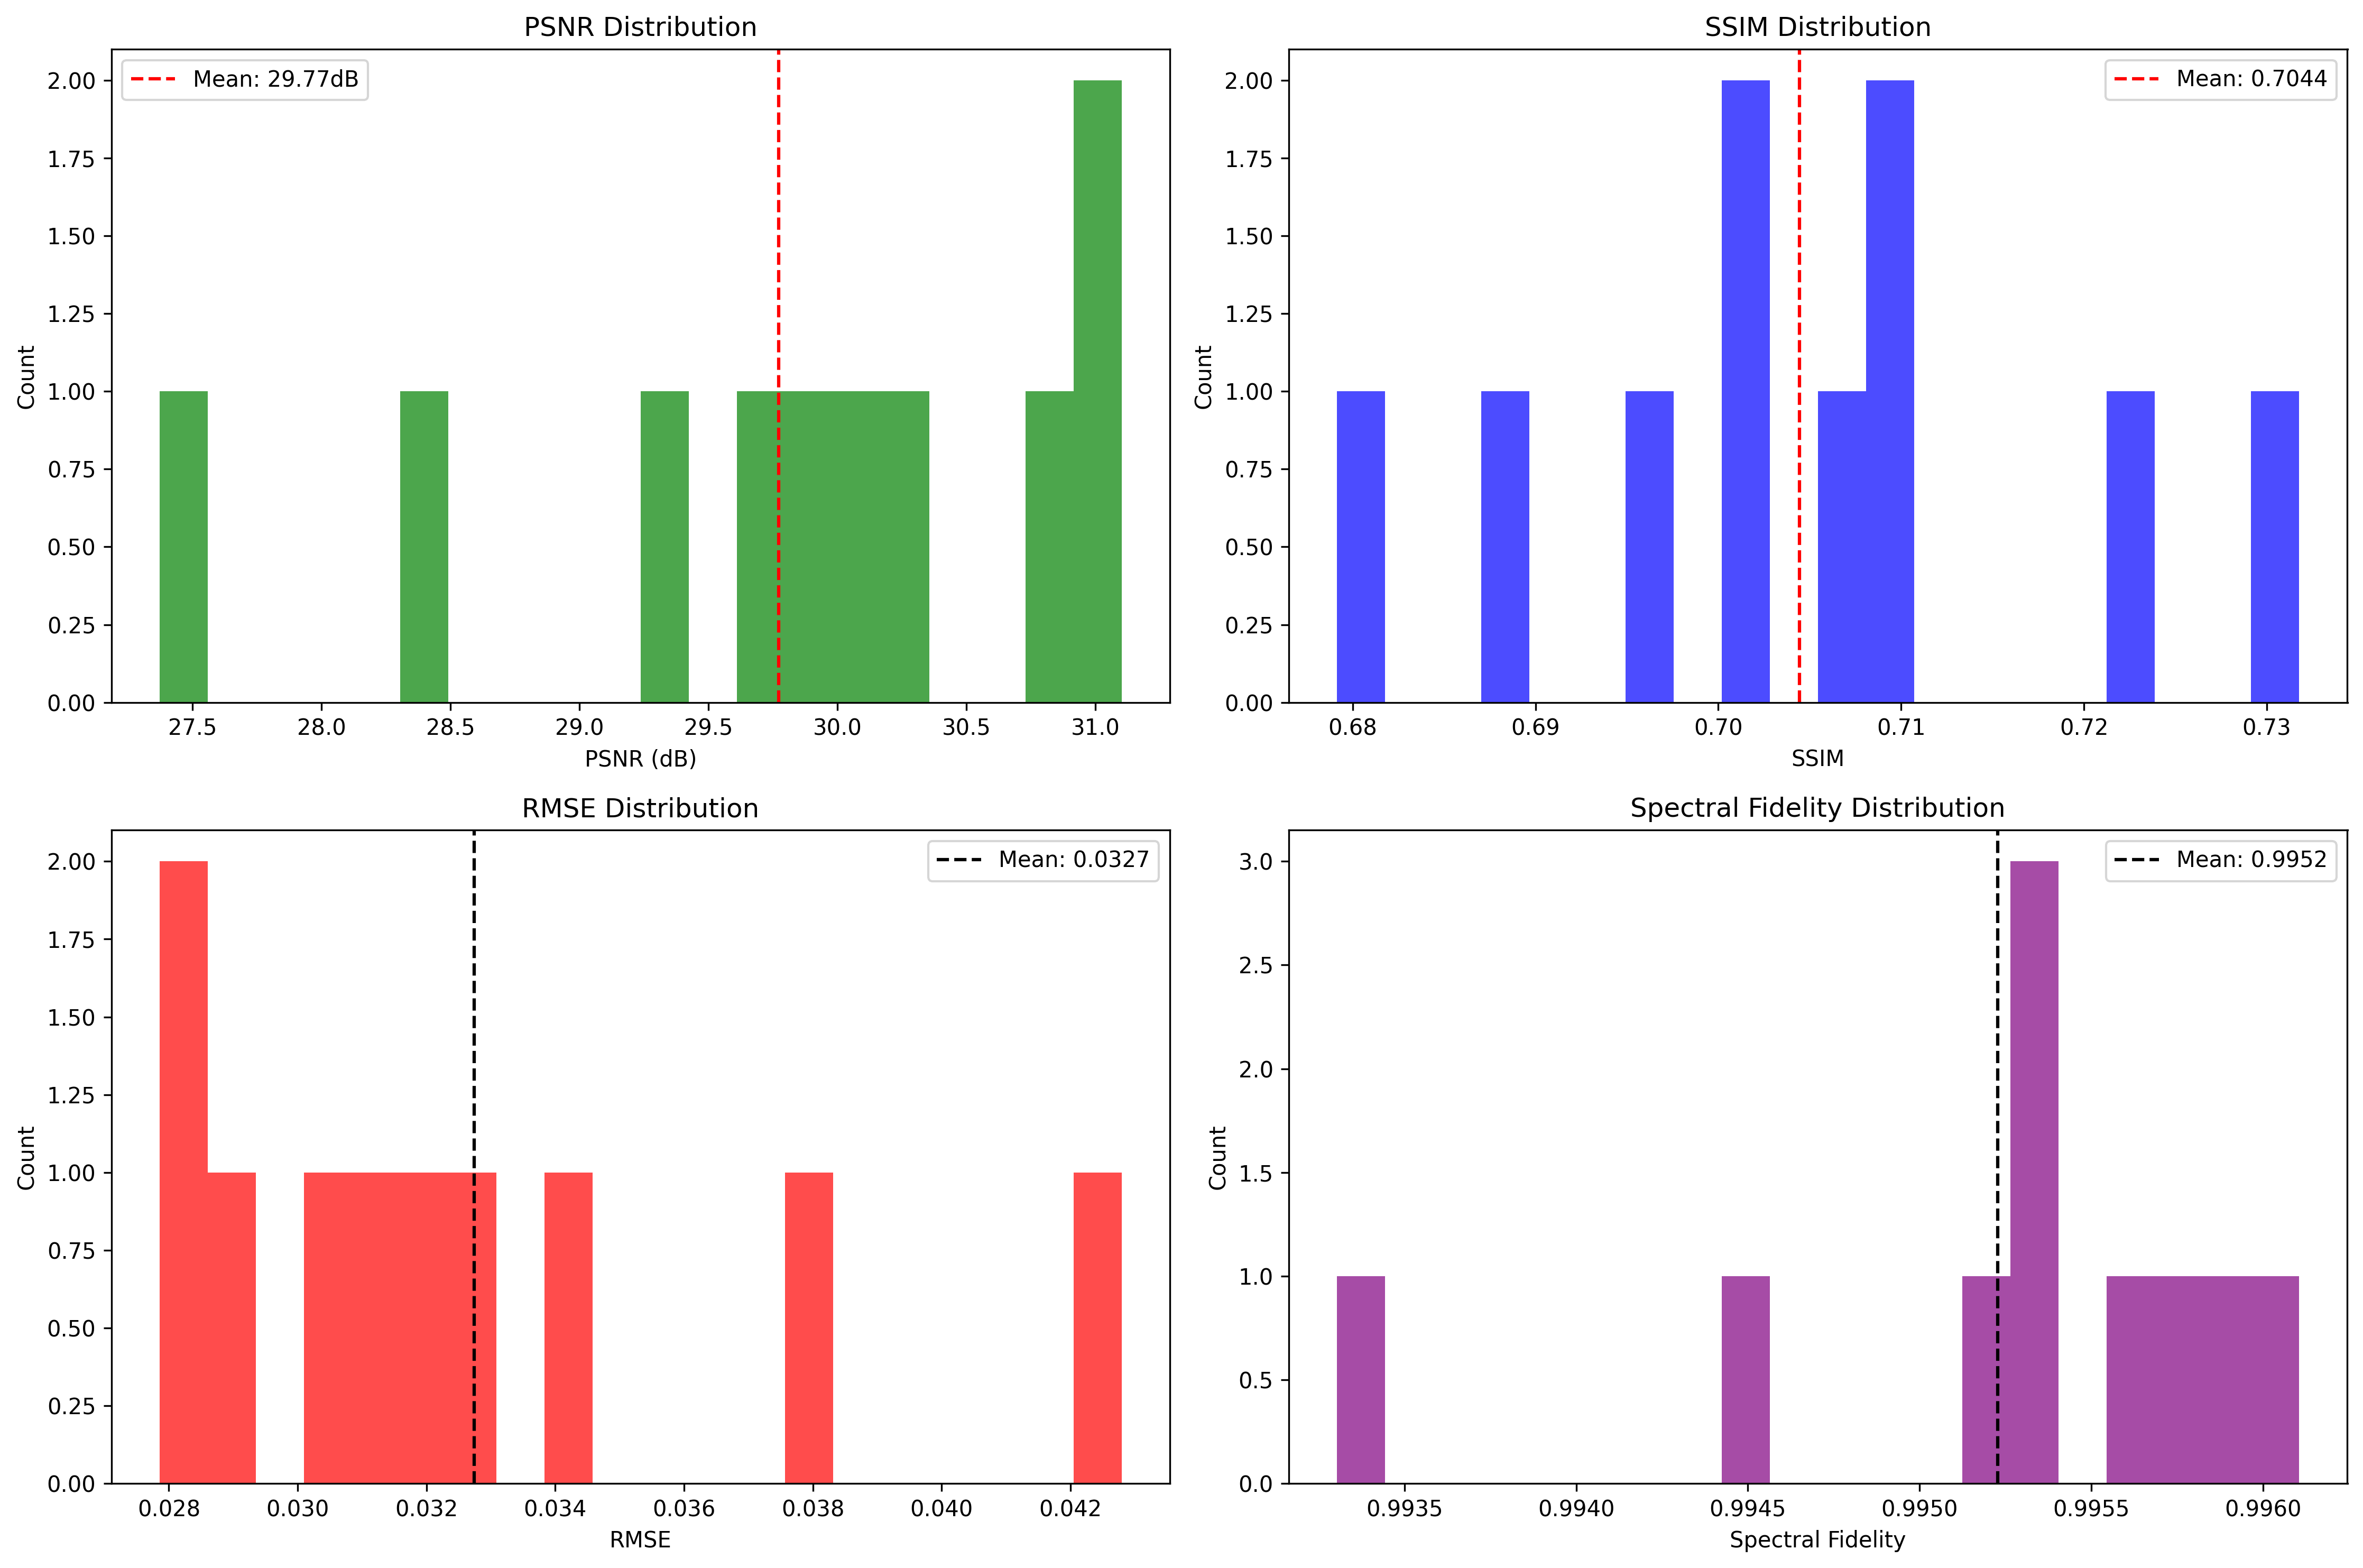 PSNR Distribution
Mean: 29.77dB
2.00
1.75
1.50
1.25
1.00
0.75
0.50
0.25
0.00
Count
27.5 28.0 28.5 29.0 29.5 30.0 30.5 31.0
PSNR (dB)
SSIM Distribution
Mean: 0.7044
2.00
1.75
1.50
1.25
1.00
0.75
0.50
0.25
0.00
Count
0.68 0.69 0.70 0.71 0.72 0.73
SSIM
RMSE Distribution
Mean: 0.0327
2.00
1.75
1.50
1.25
1.00
0.75
0.50
0.25
0.00
Count
0.028 0.030 0.032 0.034 0.036 0.038 0.040 0.042
RMSE
Spectral Fidelity Distribution
Mean: 0.9952
3.0
2.5
2.0
1.5
1.0
0.5
0.0
Count
0.9935 0.9940 0.9945 0.9950 0.9955 0.9960
Spectral Fidelity